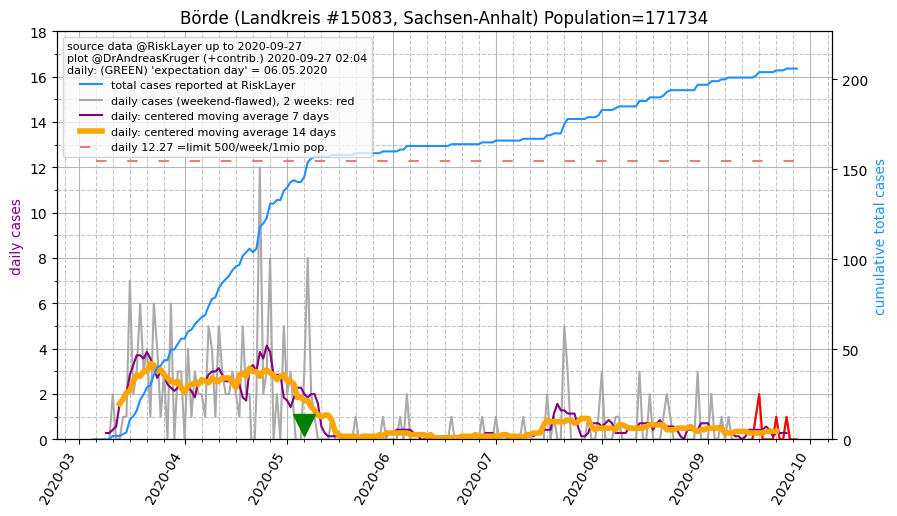 Börde (Landkreis #15083, Sachsen-Anhalt) Population=171734
source data @RiskLayer up to 2020-09-27
plot @DrAndreasKruger (+contrib.) 2020-09-27 02:04
daily: (GREEN) 'expectation day' = 06.05.2020
total cases reported at RiskLayer
daily cases (weekend-flawed), 2 weeks: red
daily: centered moving average 7 days
daily: centered moving average 14 days
daily 12.27 =limit 500/week/1mio pop.
daily cases
18
16
14
12
10
8
6
4
2
0
cumulative total cases
200
150
100
50
0
2020-03
2020-04
2020-05
2020-06
2020-07
2020-08
2020-09
2020-10